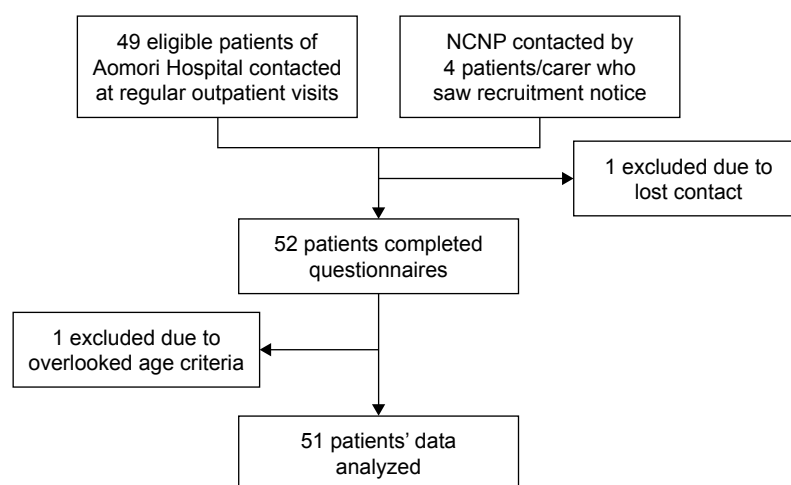 49 eligible patients of
Aomori Hospital contacted
at regular outpatient visits
NCNP contacted by
4 patients/carer who
saw recruitment notice
1 excluded due to
lost contact
52 patients completed
questionnaires
1 excluded due to
overlooked age criteria
51 patients’ data
analyzed